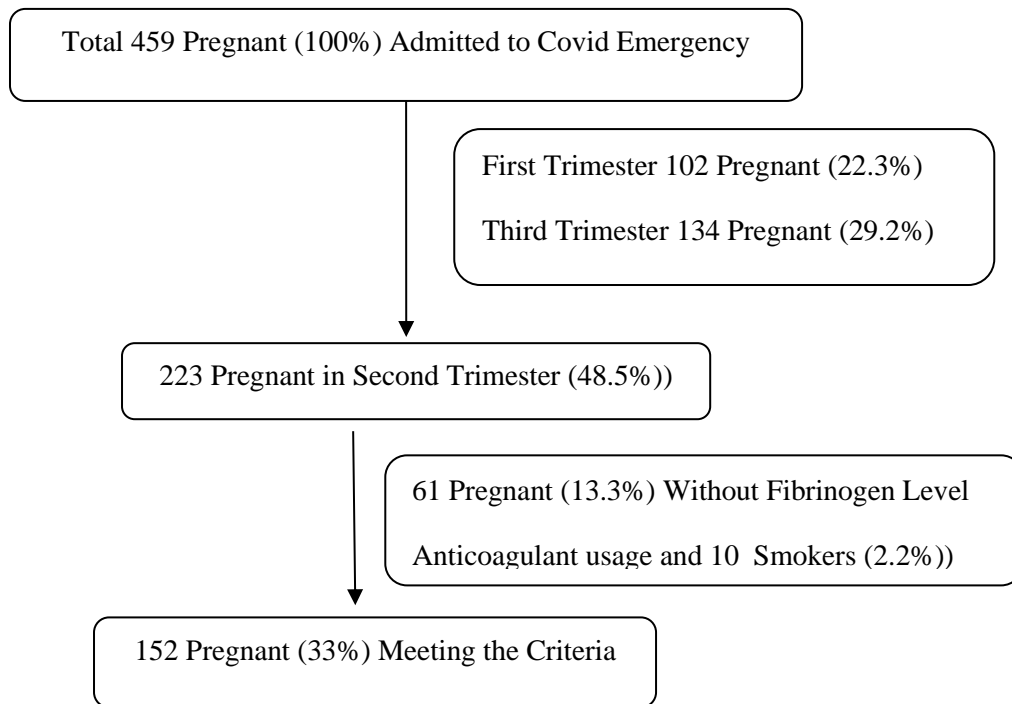 Total 459 Pregnant (100%) Admitted to Covid Emergency
First Trimester 102 Pregnant (22.3%)
Third Trimester 134 Pregnant (29.2%)
223 Pregnant in Second Trimester (48.5%))
61 Pregnant (13.3%) Without Fibrinogen Level
Anticoagulant usage and 10 Smokers (2.2%))
152 Pregnant (33%) Meeting the Criteria